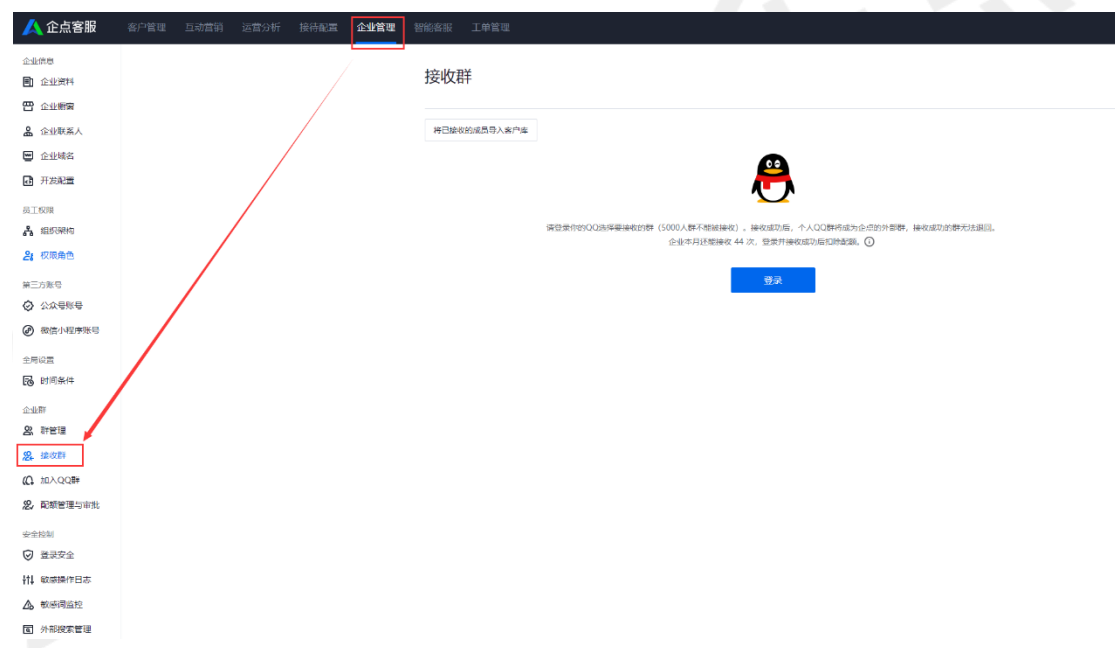 企点客服 客户管理 互动营销 运营分析 接待配置 企业管理 智能客服 工单管理
企业信息
企业资料
企业橱窗
企业联系人
企业域名
开发配置
员工权限
组织架构
权限角色
第三方账号
公众号账号
微信小程序账号
全局设置
时间条件
企业群
群管理
接收群
加入QQ群
配额管理与审批
安全控制
登录安全
敏感操作日志
敏感词监控
外部搜索管理
接收群
将已接收的成员导入客户库
请登录你的QQ选择要接收的群（5000人群不能被接收）。接收成功后，个人QQ群将成为企点的外部群，接收成功的群无法退回。
企业本月还能接收 44 次，登录并接收成功后扣除配额。
登录